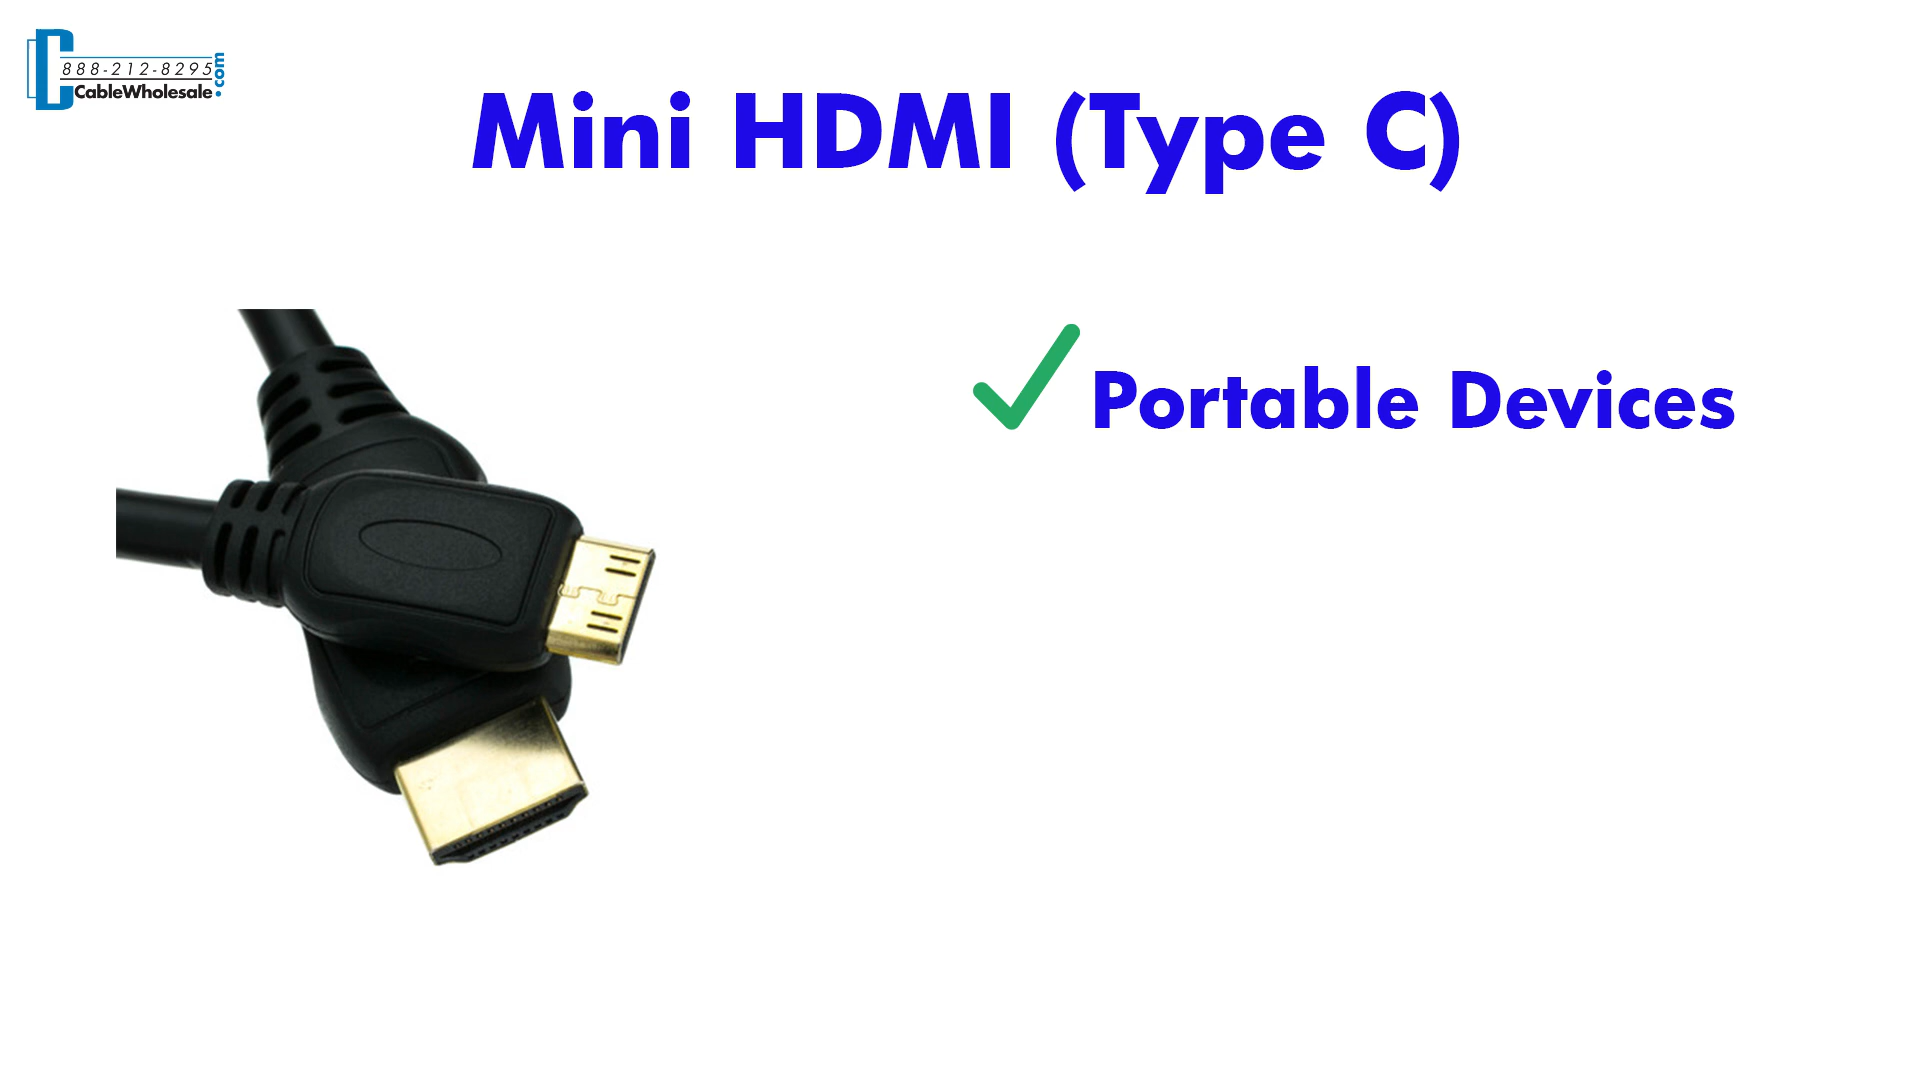 888-212-8295
CableWholesale.com
Mini HDMI (Type C)
Portable Devices